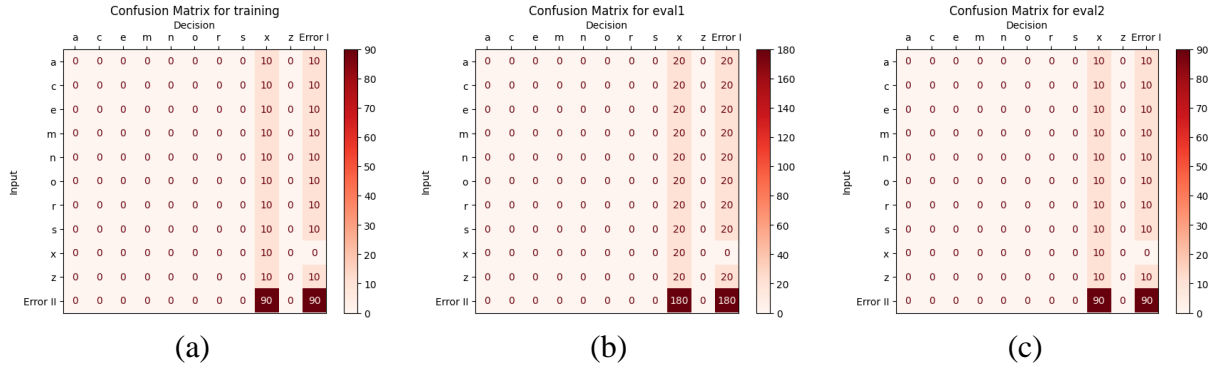 Confusion Matrix for training
Decision
a c e m n o r s x z Error I
Input
a 0 0 0 0 0 0 0 0 10 0 10
c 0 0 0 0 0 0 0 0 10 0 10
e 0 0 0 0 0 0 0 0 10 0 10
m 0 0 0 0 0 0 0 0 10 0 10
n 0 0 0 0 0 0 0 0 10 0 10
o 0 0 0 0 0 0 0 0 10 0 10
r 0 0 0 0 0 0 0 0 10 0 10
s 0 0 0 0 0 0 0 0 10 0 10
x 0 0 0 0 0 0 0 0 10 0 0
z 0 0 0 0 0 0 0 0 10 0 10
Error II 0 0 0 0 0 0 0 0 90 0 90
90
80
70
60
50
40
30
20
10
0
(a)
Confusion Matrix for eval1
Decision
a c e m n o r s x z Error I
Input
a 0 0 0 0 0 0 0 0 20 0 20
c 0 0 0 0 0 0 0 0 20 0 20
e 0 0 0 0 0 0 0 0 20 0 20
m 0 0 0 0 0 0 0 0 20 0 20
n 0 0 0 0 0 0 0 0 20 0 20
o 0 0 0 0 0 0 0 0 20 0 20
r 0 0 0 0 0 0 0 0 20 0 20
s 0 0 0 0 0 0 0 0 20 0 20
x 0 0 0 0 0 0 0 0 20 0 0
z 0 0 0 0 0 0 0 0 20 0 20
Error II 0 0 0 0 0 0 0 0 180 0 180
180
160
140
120
100
80
60
40
20
0
(b)
Confusion Matrix for eval2
Decision
a c e m n o r s x z Error I
Input
a 0 0 0 0 0 0 0 0 10 0 10
c 0 0 0 0 0 0 0 0 10 0 10
e 0 0 0 0 0 0 0 0 10 0 10
m 0 0 0 0 0 0 0 0 10 0 10
n 0 0 0 0 0 0 0 0 10 0 10
o 0 0 0 0 0 0 0 0 10 0 10
r 0 0 0 0 0 0 0 0 10 0 10
s 0 0 0 0 0 0 0 0 10 0 10
x 0 0 0 0 0 0 0 0 10 0 0
z 0 0 0 0 0 0 0 0 10 0 10
Error II 0 0 0 0 0 0 0 0 90 0 90
90
80
70
60
50
40
30
20
10
0
(c)